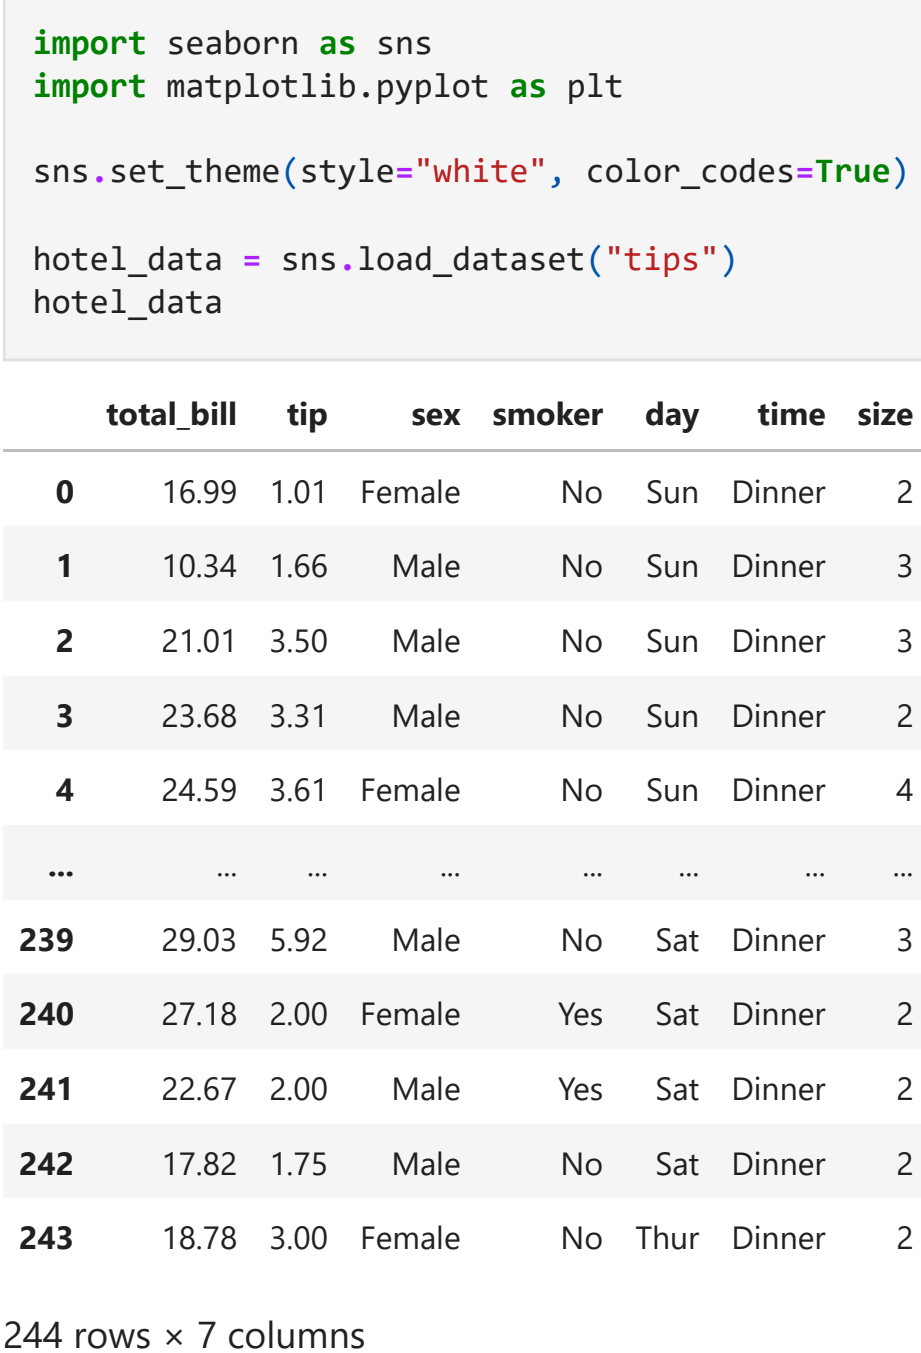 import seaborn as sns
import matplotlib.pyplot as plt
sns.set_theme(style="white", color_codes=True)
hotel_data = sns.load_dataset("tips")
hotel_data
total_bill tip sex smoker day time size
0 16.99 1.01 Female No Sun Dinner 2
1 10.34 1.66 Male No Sun Dinner 3
2 21.01 3.50 Male No Sun Dinner 3
3 23.68 3.31 Male No Sun Dinner 2
4 24.59 3.61 Female No Sun Dinner 4
... ... ... ... ... ... ... ...
239 29.03 5.92 Male No Sat Dinner 3
240 27.18 2.00 Female Yes Sat Dinner 2
241 22.67 2.00 Male Yes Sat Dinner 2
242 17.82 1.75 Male No Sat Dinner 2
243 18.78 3.00 Female No Thur Dinner 2
244 rows × 7 columns